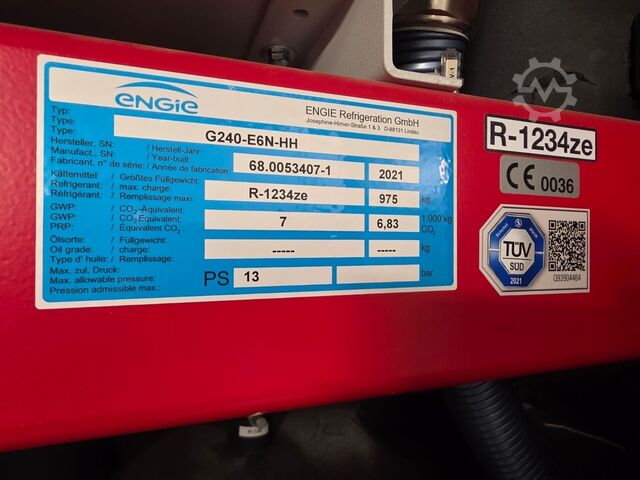 ENGIE
ENGIE Refrigeration GmbH
Josephine-Hirner-Straße 1 & 3 D-88131 Lindau
Typ:
Type:
Type:
G240-E6N-HH
Hersteller, SN: / Herstell-Jahr:
Manufact., SN: / Year-built:
Fabricant, n° de série: / Année de fabrication:
68.0053407-1
2021
Kältemittel: / Größtes Füllgewicht:
Refrigerant: / max. charge
Réfrigérant: / Remplissage maxi:
R-1234ze
975
kg
GWP: / CO₂-Äquivalent:
GWP: / CO₂ Equivalent:
PRP: / Équivalent CO₂:
7
6,83
1.000 kg
CO₂
Ölsorte: / Füllgewicht:
Oil grade: / charge:
Type d' huile: / Remplissage:
-----
-----
kg
Max. zul. Druck:
Max. allowable pressure:
Pression admissible max.:
PS
13
bar
R-1234ze
CE 0036
TÜV
SÜD
2021
Q93904464
V-1